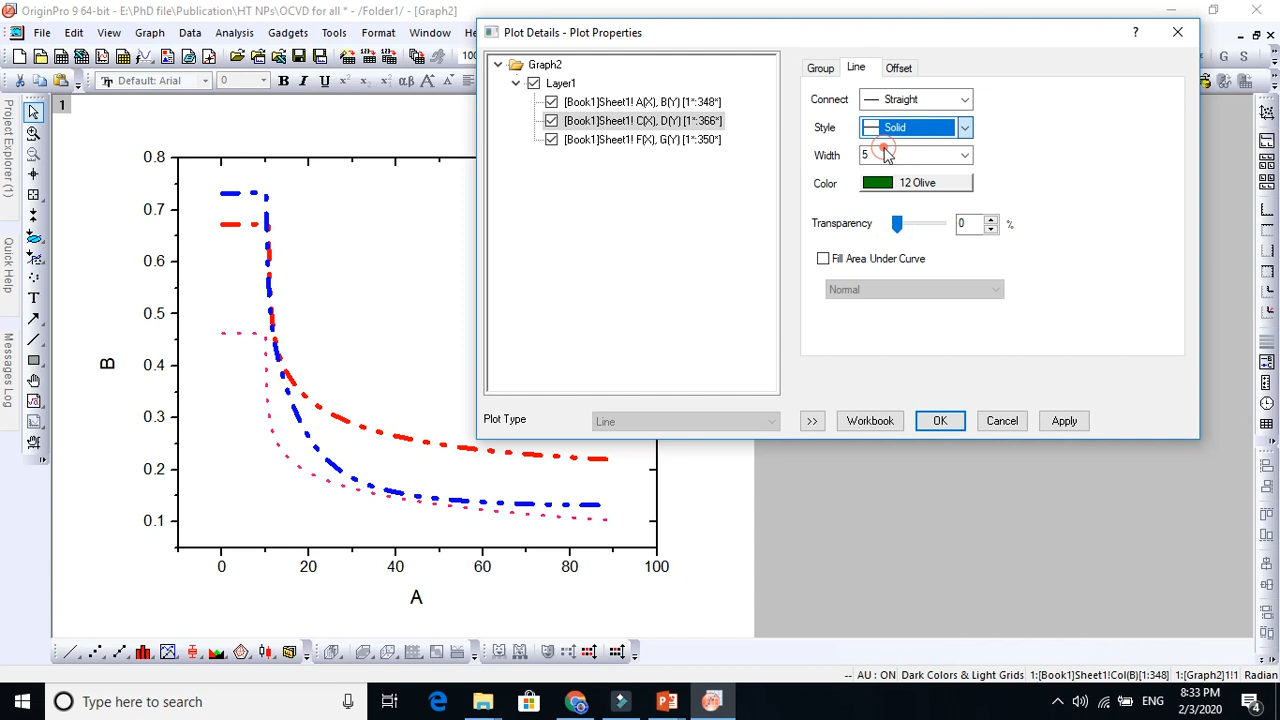 OriginPro 9 64-bit - E:\PhD file\Publication\HT NPs\OCVD for all * - /Folder1/ - [Graph2]
File Edit View Graph Data Analysis Gadgets Tools Format Window
100
Default: Arial 0 B I U
αβ
G S
Project Explorer (1)
Quick Help
Messages Log
1
0.8
0.7
0.6
0.5
0.4
0.3
0.2
0.1
B
0 20 40 60 80 100
A
Plot Details - Plot Properties
?
Graph2
Layer1
[Book1]Sheet1! A(X), B(Y) [1*:348*]
[Book1]Sheet1! C(X), D(Y) [1*:366*]
[Book1]Sheet1! F(X), G(Y) [1*:350*]
Group Line Offset
Connect Straight
Style Solid
Width 5
Color 12 Olive
Transparency 0 %
Fill Area Under Curve
Normal
Plot Type Line
>> Workbook OK Cancel Apply
-- AU : ON Dark Colors & Light Grids 1:[Book1]Sheet1!Col(B)[1:348] 1:[Graph2]1!1 Radian
Type here to search
ENG
8:33 PM
2/3/2020
4